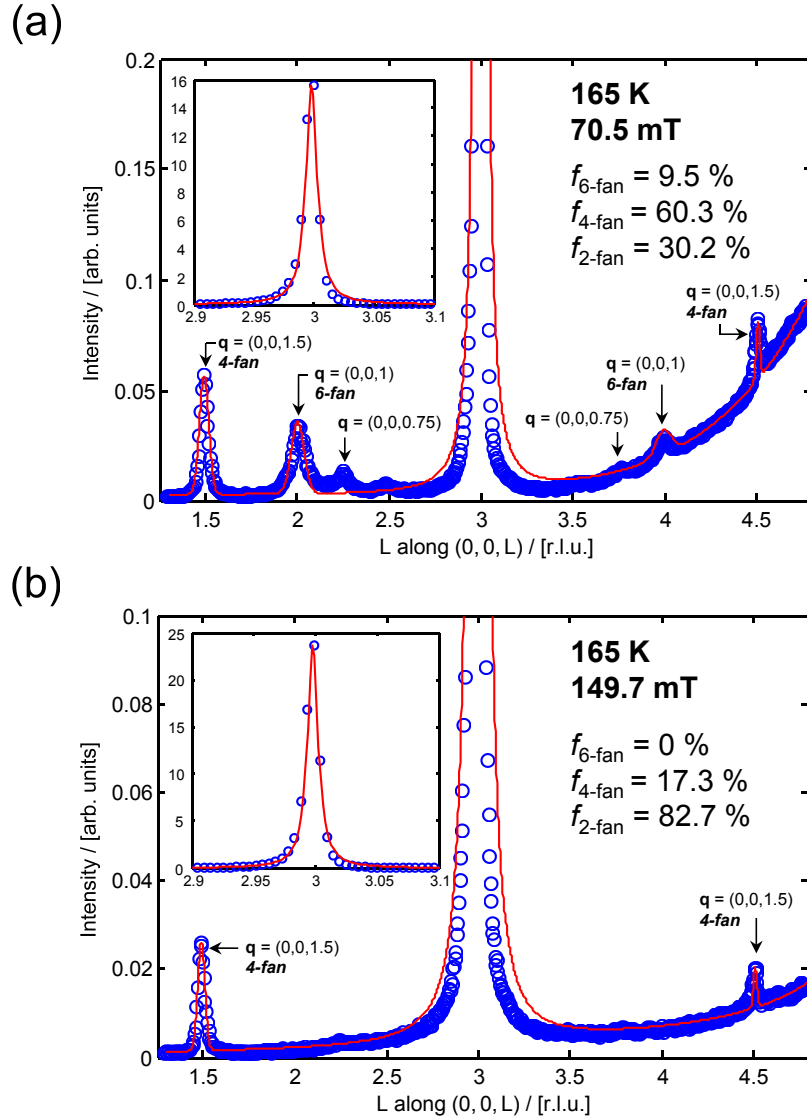 (a)
Intensity / [arb. units]
0.2
0.15
0.1
0.05
0
16
14
12
10
8
6
4
2
0
2.9 2.95 3 3.05 3.1
165 K
70.5 mT
f6-fan = 9.5 %
f4-fan = 60.3 %
f2-fan = 30.2 %
q = (0,0,1.5)
4-fan
q = (0,0,1)
6-fan
q = (0,0,0.75)
q = (0,0,0.75)
q = (0,0,1)
6-fan
q = (0,0,1.5)
4-fan
1.5 2 2.5 3 3.5 4 4.5
L along (0, 0, L) / [r.l.u.]
(b)
Intensity / [arb. units]
0.1
0.08
0.06
0.04
0.02
0
25
20
15
10
5
0
2.9 2.95 3 3.05 3.1
165 K
149.7 mT
f6-fan = 0 %
f4-fan = 17.3 %
f2-fan = 82.7 %
q = (0,0,1.5)
4-fan
q = (0,0,1.5)
4-fan
1.5 2 2.5 3 3.5 4 4.5
L along (0, 0, L) / [r.l.u.]